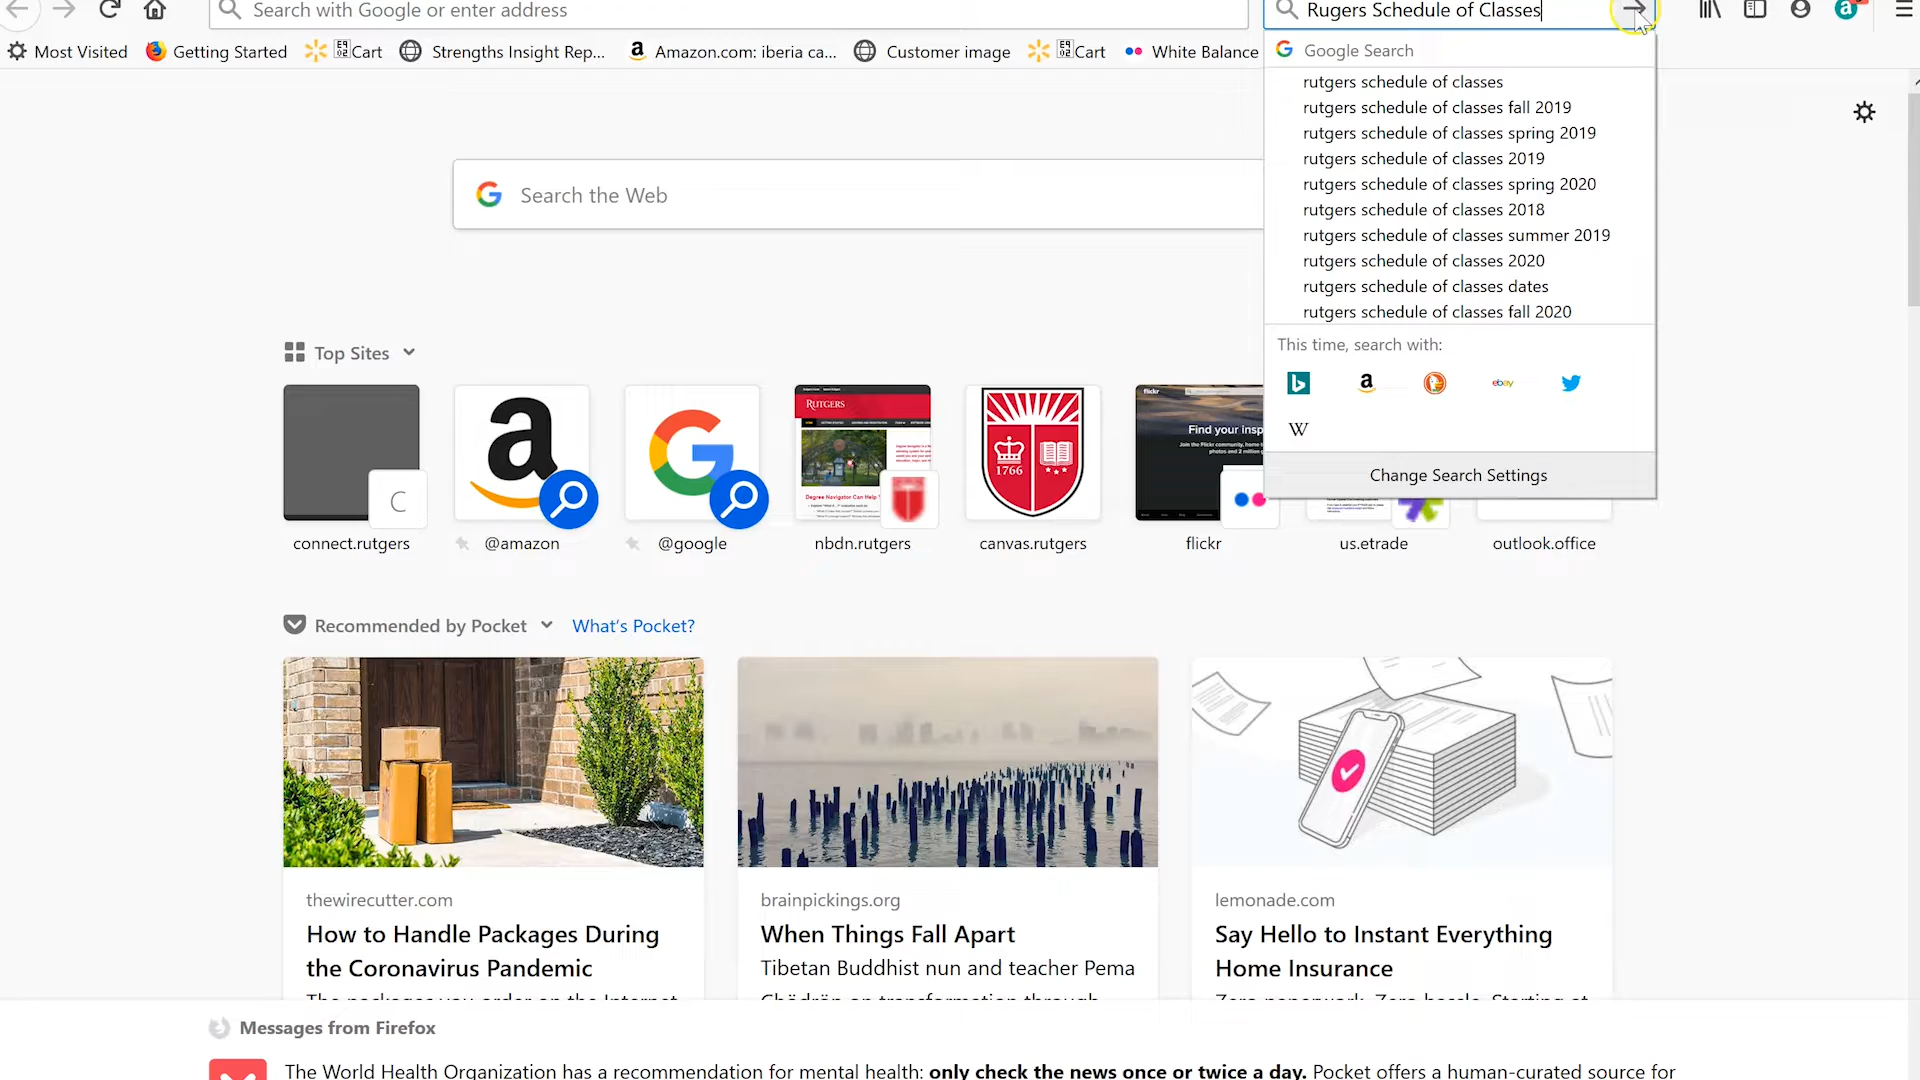 Search with Google or enter address
Rugers Schedule of Classes
Most Visited
Getting Started
Cart
Strengths Insight Rep...
Amazon.com: iberia ca...
Customer image
Cart
White Balance
Google Search
rutgers schedule of classes
rutgers schedule of classes fall 2019
rutgers schedule of classes spring 2019
rutgers schedule of classes 2019
rutgers schedule of classes spring 2020
rutgers schedule of classes 2018
rutgers schedule of classes summer 2019
rutgers schedule of classes 2020
rutgers schedule of classes dates
rutgers schedule of classes fall 2020
This time, search with:
ebay
W
Change Search Settings
Search the Web
Top Sites
RUTGERS
1766
flickr
Find your insp
C
connect.rutgers
@amazon
@google
nbdn.rutgers
canvas.rutgers
flickr
us.etrade
outlook.office
Recommended by Pocket
What's Pocket?
thewirecutter.com
How to Handle Packages During
the Coronavirus Pandemic
brainpickings.org
When Things Fall Apart
Tibetan Buddhist nun and teacher Pema
lemonade.com
Say Hello to Instant Everything
Home Insurance
Messages from Firefox
The World Health Organization has a recommendation for mental health: only check the news once or twice a day. Pocket offers a human-curated source for